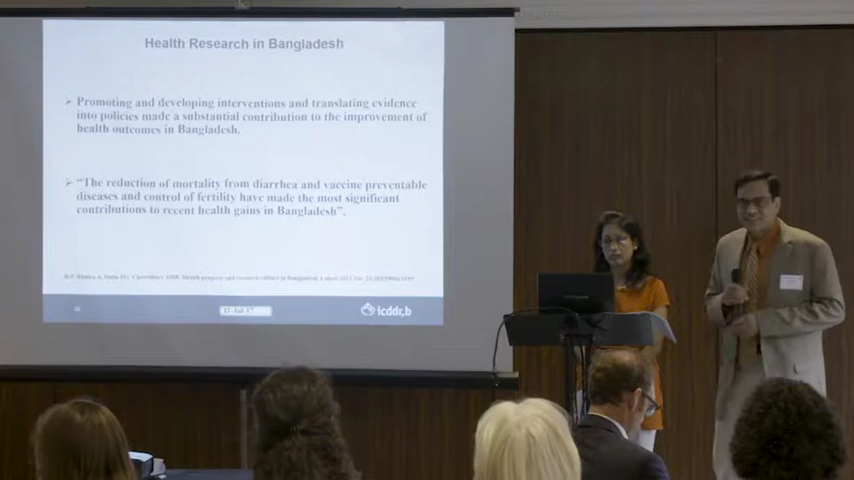 Health Research in Bangladesh
Promoting and developing interventions and translating evidence
into policies made a substantial contribution to the improvement of
health outcomes in Bangladesh.
"The reduction of mortality from diarrhea and vaccine preventable
diseases and control of fertility have made the most significant
contributions to recent health gains in Bangladesh".
icddr,b